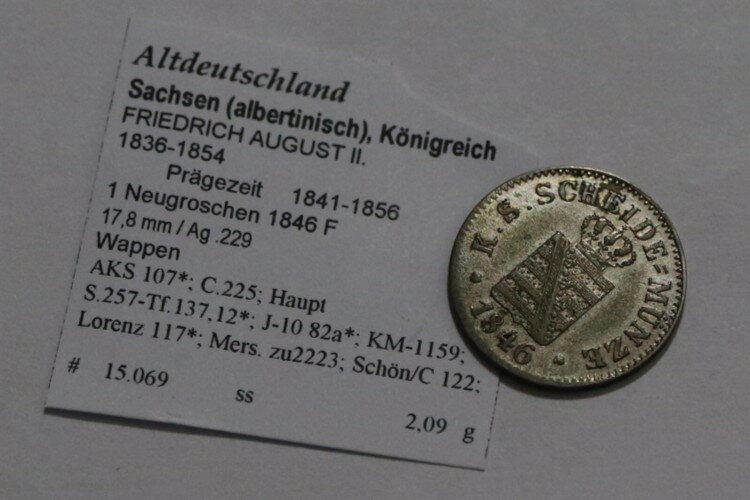 Altdeutschland
Sachsen (albertinisch), Königreich
FRIEDRICH AUGUST II.
1836-1854
Prägezeit 1841-1856
1 Neugroschen 1846 F
17,8 mm / Ag .229
Wappen
AKS 107*; C.225; Haupt
S.257-Tf.137,12*; J-10 82a*; KM-1159;
Lorenz 117*; Mers. zu2223; Schön/C 122;
# 15.069 ss 2,09 g
K. S. SCHEIDE=MÜNZE
1846